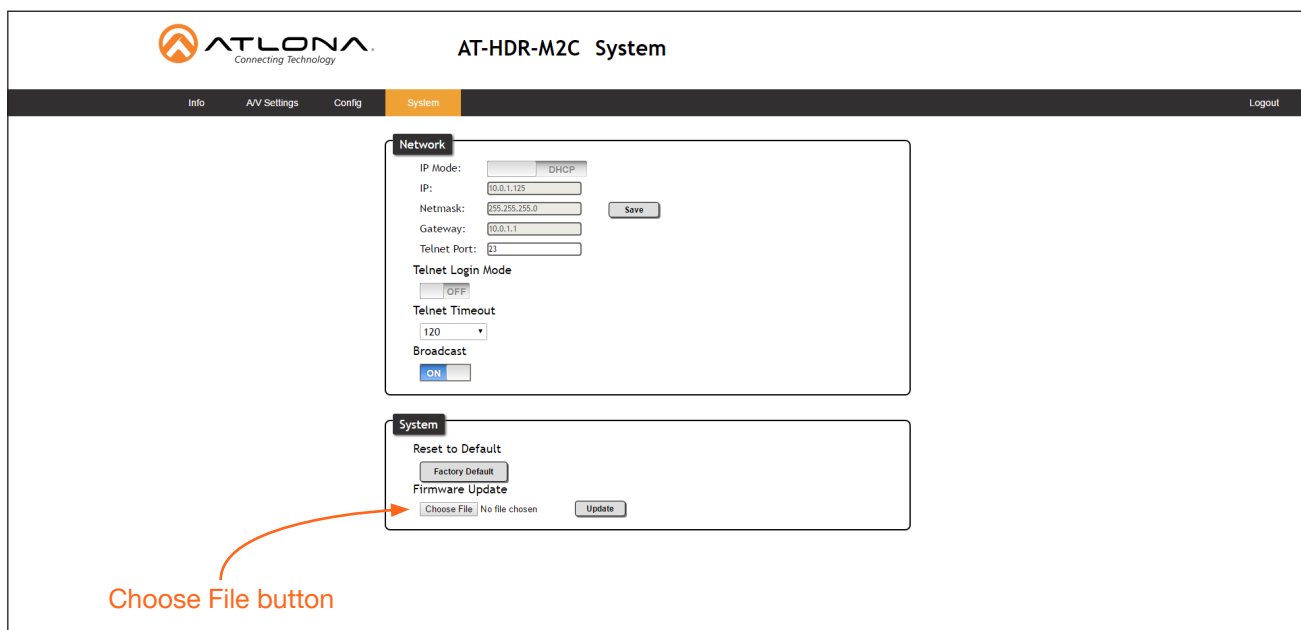 ATLONA.
Connecting Technology
AT-HDR-M2C System
Info A/V Settings Config System Logout
Network
IP Mode: DHCP
IP: 10.0.1.125
Netmask: 255.255.255.0 Save
Gateway: 10.0.1.1
Telnet Port: 23
Telnet Login Mode
OFF
Telnet Timeout
120
Broadcast
ON
System
Reset to Default
Factory Default
Firmware Update
Choose File No file chosen Update
Choose File button